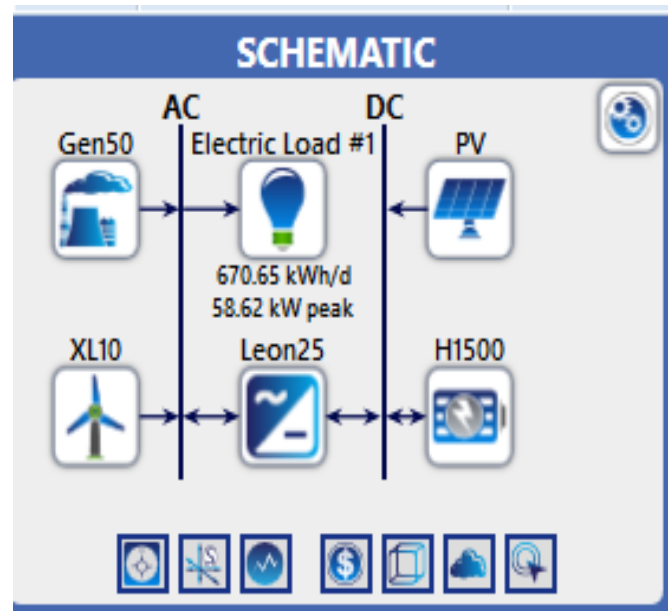 SCHEMATIC
AC DC
Gen50 Electric Load #1 PV
670.65 kWh/d
58.62 kW peak
XL10 Leon25 H1500